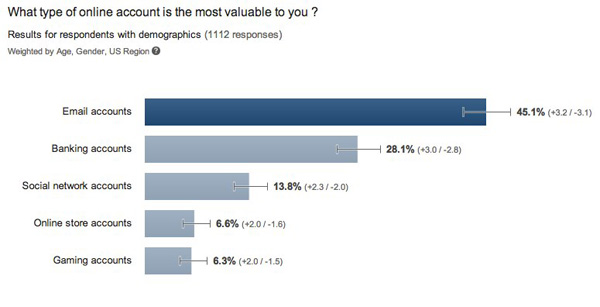 What type of online account is the most valuable to you ?
Results for respondents with demographics (1112 responses)
Weighted by Age, Gender, US Region ?
Email accounts 45.1% (+3.2 / -3.1)
Banking accounts 28.1% (+3.0 / -2.8)
Social network accounts 13.8% (+2.3 / -2.0)
Online store accounts 6.6% (+2.0 / -1.6)
Gaming accounts 6.3% (+2.0 / -1.5)